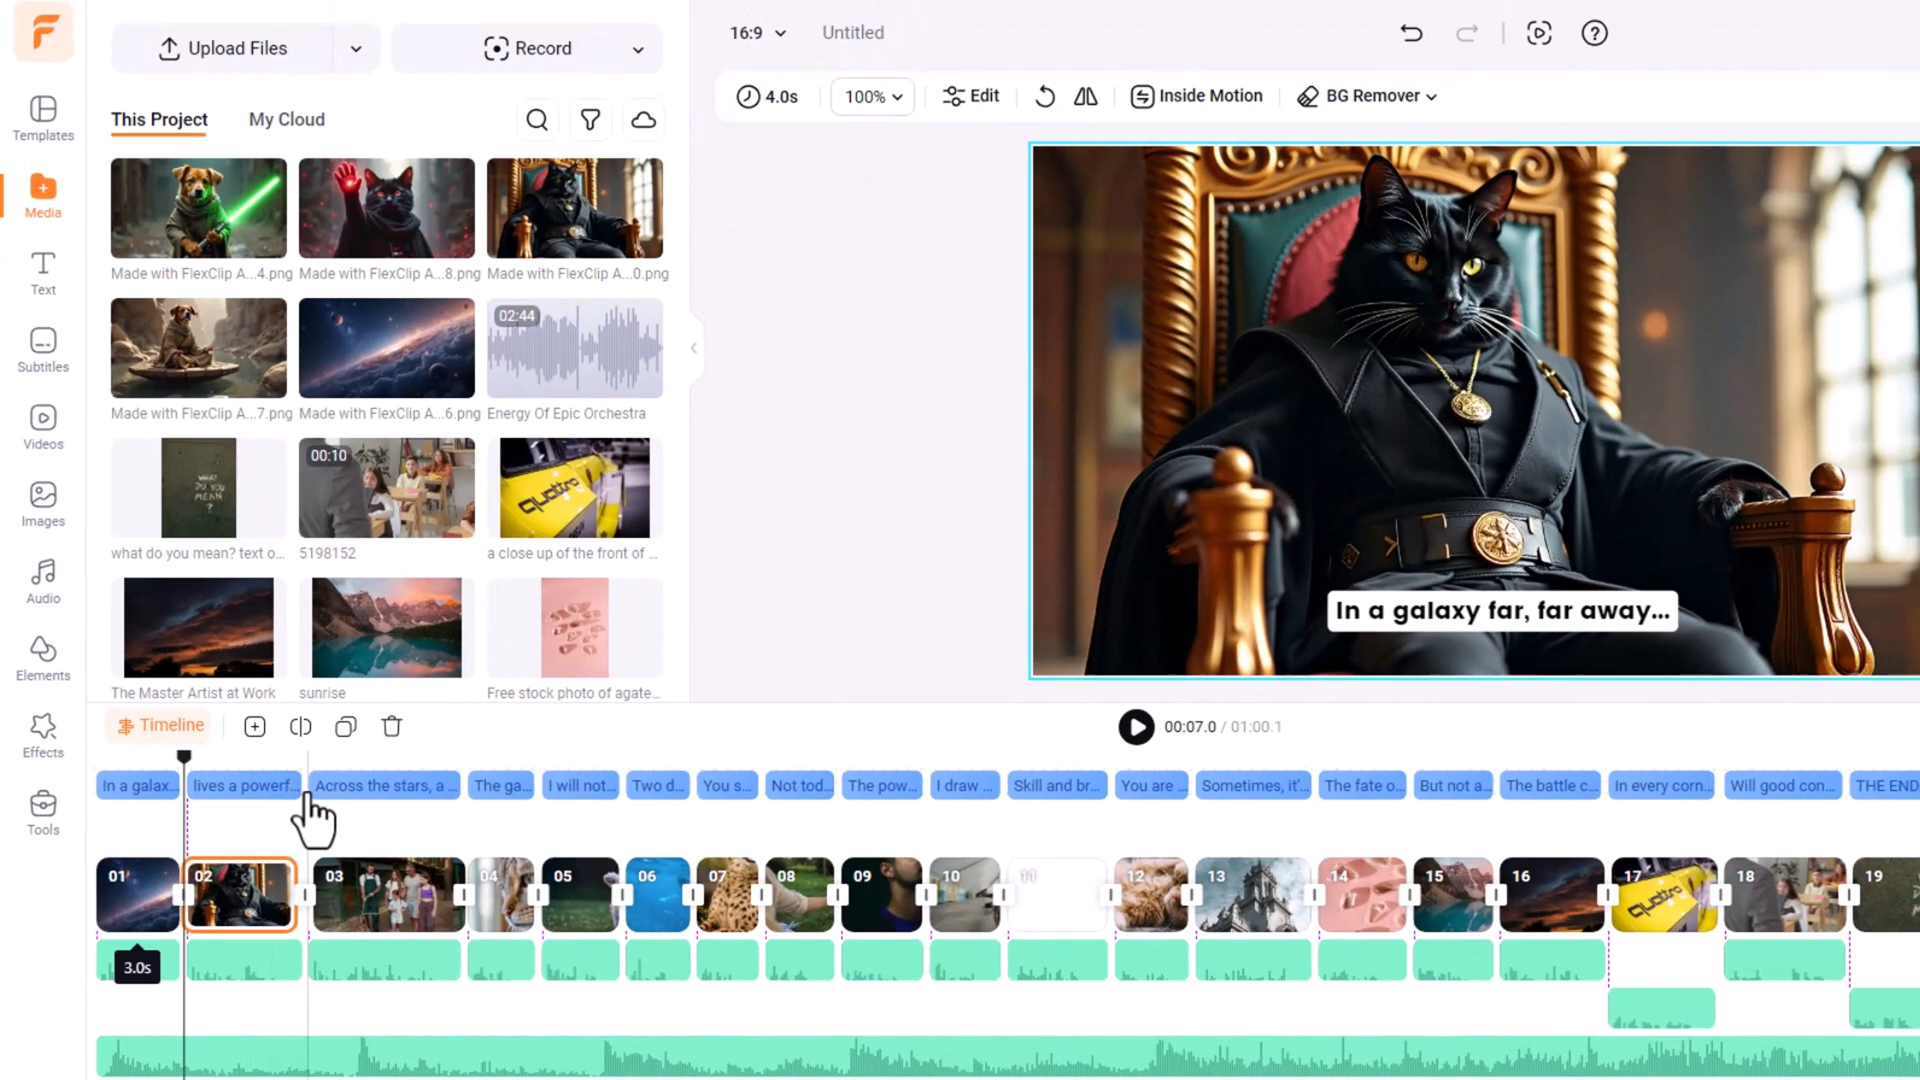 Upload Files
Record
16:9
Untitled
4.0s
100%
Edit
Inside Motion
BG Remover
This Project
My Cloud
Templates
Media
Text
Subtitles
Videos
Images
Audio
Elements
Effects
Tools
Made with FlexClip A...4.png
Made with FlexClip A...8.png
Made with FlexClip A...0.png
02:44
Made with FlexClip A...7.png
Made with FlexClip A...6.png
Energy Of Epic Orchestra
WHAT
DO YOU
MEAN
?
00:10
quattro
what do you mean? text o...
5198152
a close up of the front of ...
The Master Artist at Work
sunrise
Free stock photo of agate...
In a galaxy far, far away...
Timeline
00:07.0 / 01:00.1
In a galax...
lives a powerf...
Across the stars, a ...
The ga...
I will not...
Two d...
You s...
Not tod...
The pow...
I draw ...
Skill and br...
You are ...
Sometimes, it'...
The fate o...
But not a...
The battle c...
In every corn...
Will good con...
THE END
01
02
03
04
05
06
07
08
09
10
11
12
13
14
15
16
17
quattro
18
19
3.0s